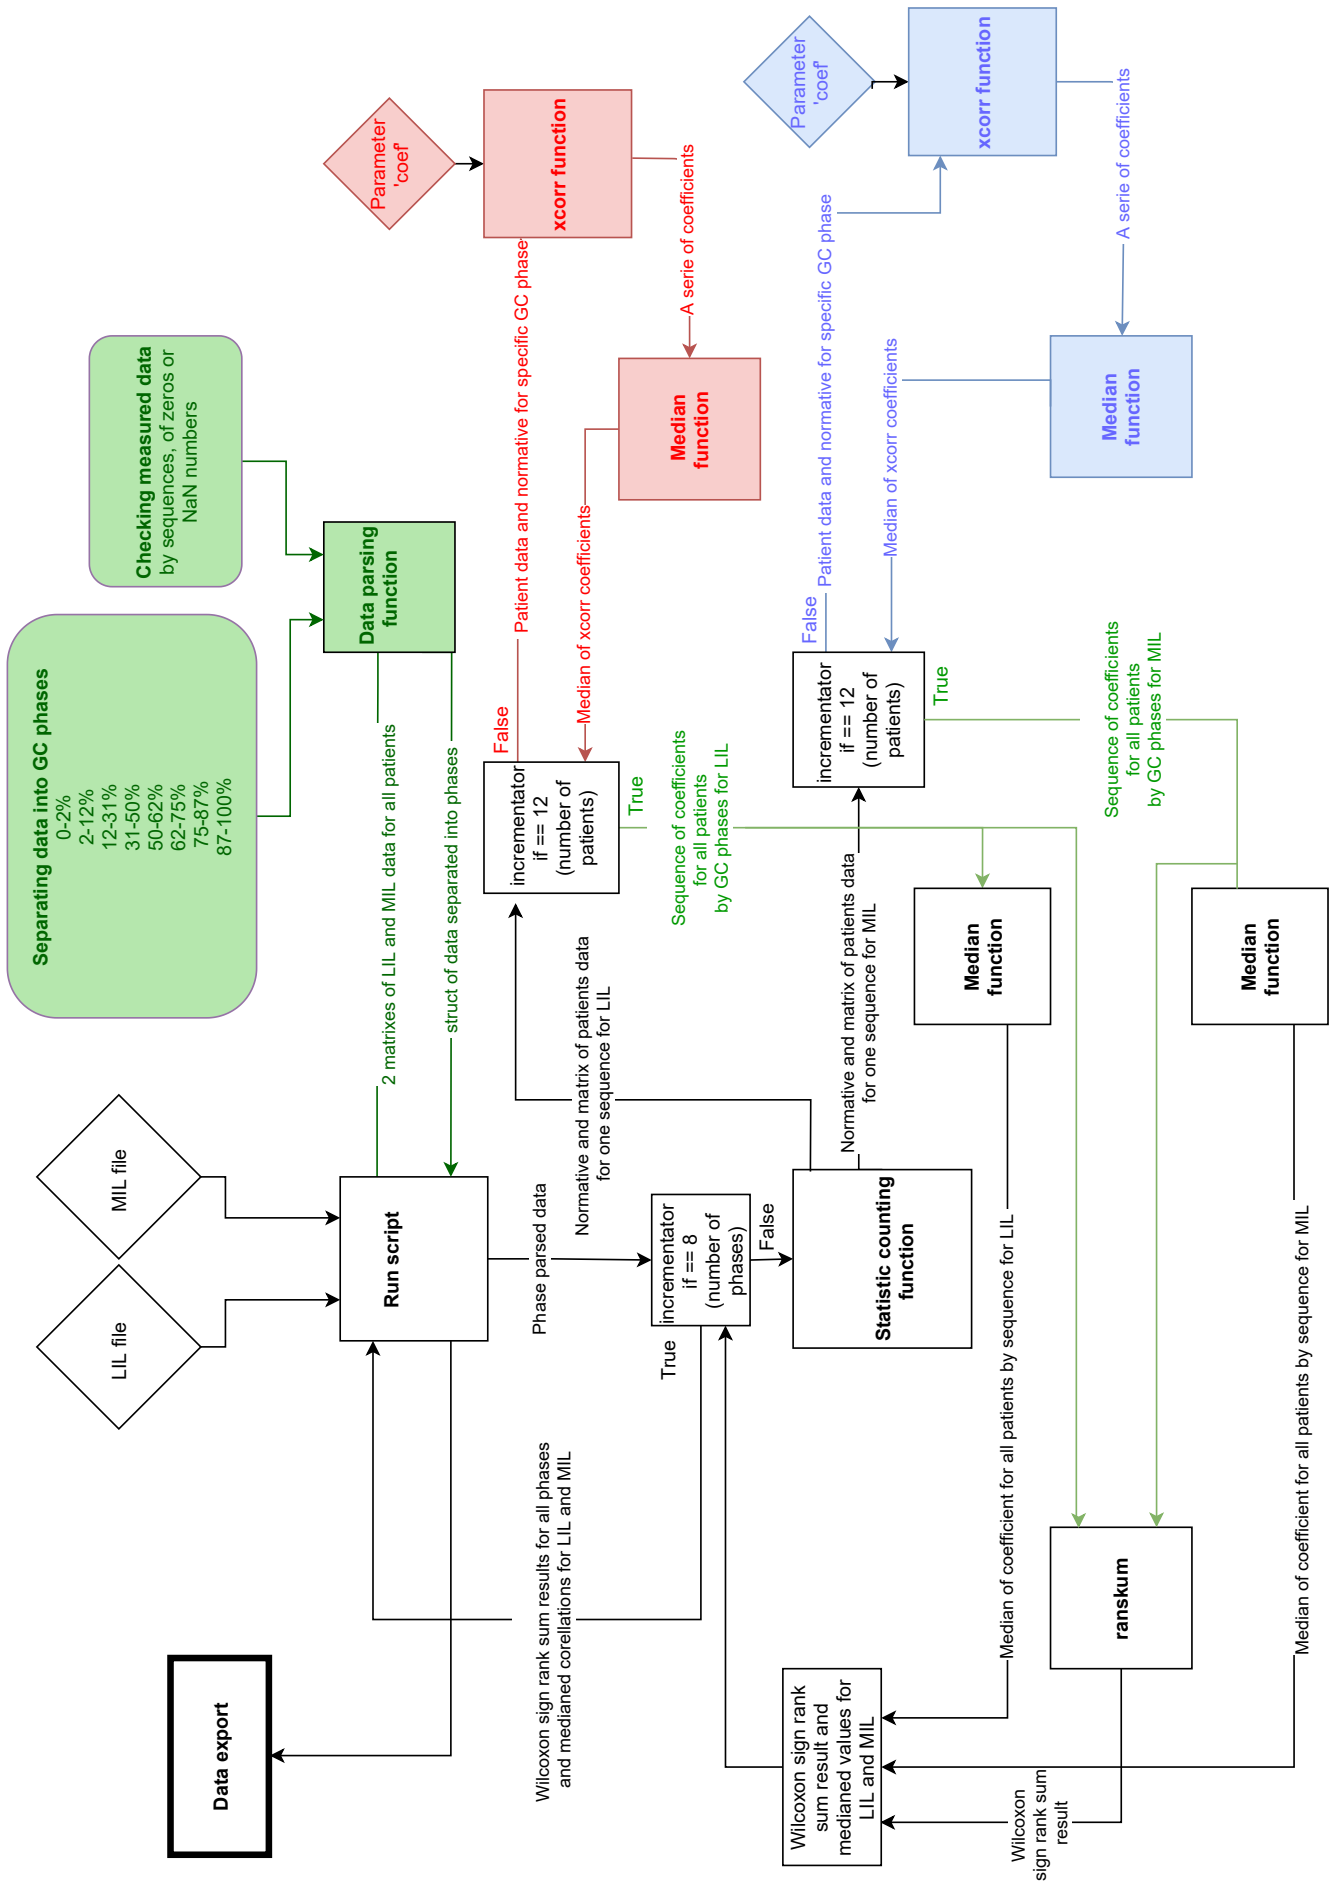 Data export
LIL file
MIL file
Separating data into GC phases
0-2%
2-12%
12-31%
31-50%
50-62%
62-75%
75-87%
87-100%
Checking measured data
by sequences, of zeros or
NaN numbers
Run script
2 matrixes of LIL and MIL data for all patients
struct of data separated into phases
Data parsing
function
Parameter
'coef'
xcorr function
Wilcoxon sign rank sum results for all phases
and medianed corellations for LIL and MIL
Phase parsed data
Normative and matrix of patients data
for one sequence for LIL
incrementator
if == 12
(number of
patients)
False
Patient data and normative for specific GC phase
Median of xcorr coefficients
A serie of coefficients
Median
function
True
Sequence of coefficients
for all patients
by GC phases for LIL
True
incrementator
if == 8
(number of
phases)
False
Statistic counting
function
Normative and matrix of patients data
for one sequence for MIL
incrementator
if == 12
(number of
patients)
False
Patient data and normative for specific GC phase
Parameter
'coef'
xcorr function
Median of xcorr coefficients
A serie of coefficients
Median
function
True
Sequence of coefficients
for all patients
by GC phases for MIL
Wilcoxon sign rank
sum result and
medianed values for
LIL and MIL
Median of coefficient for all patients by sequence for LIL
Median
function
Wilcoxon
sign rank sum
result
ranskum
Median of coefficient for all patients by sequence for MIL
Median
function